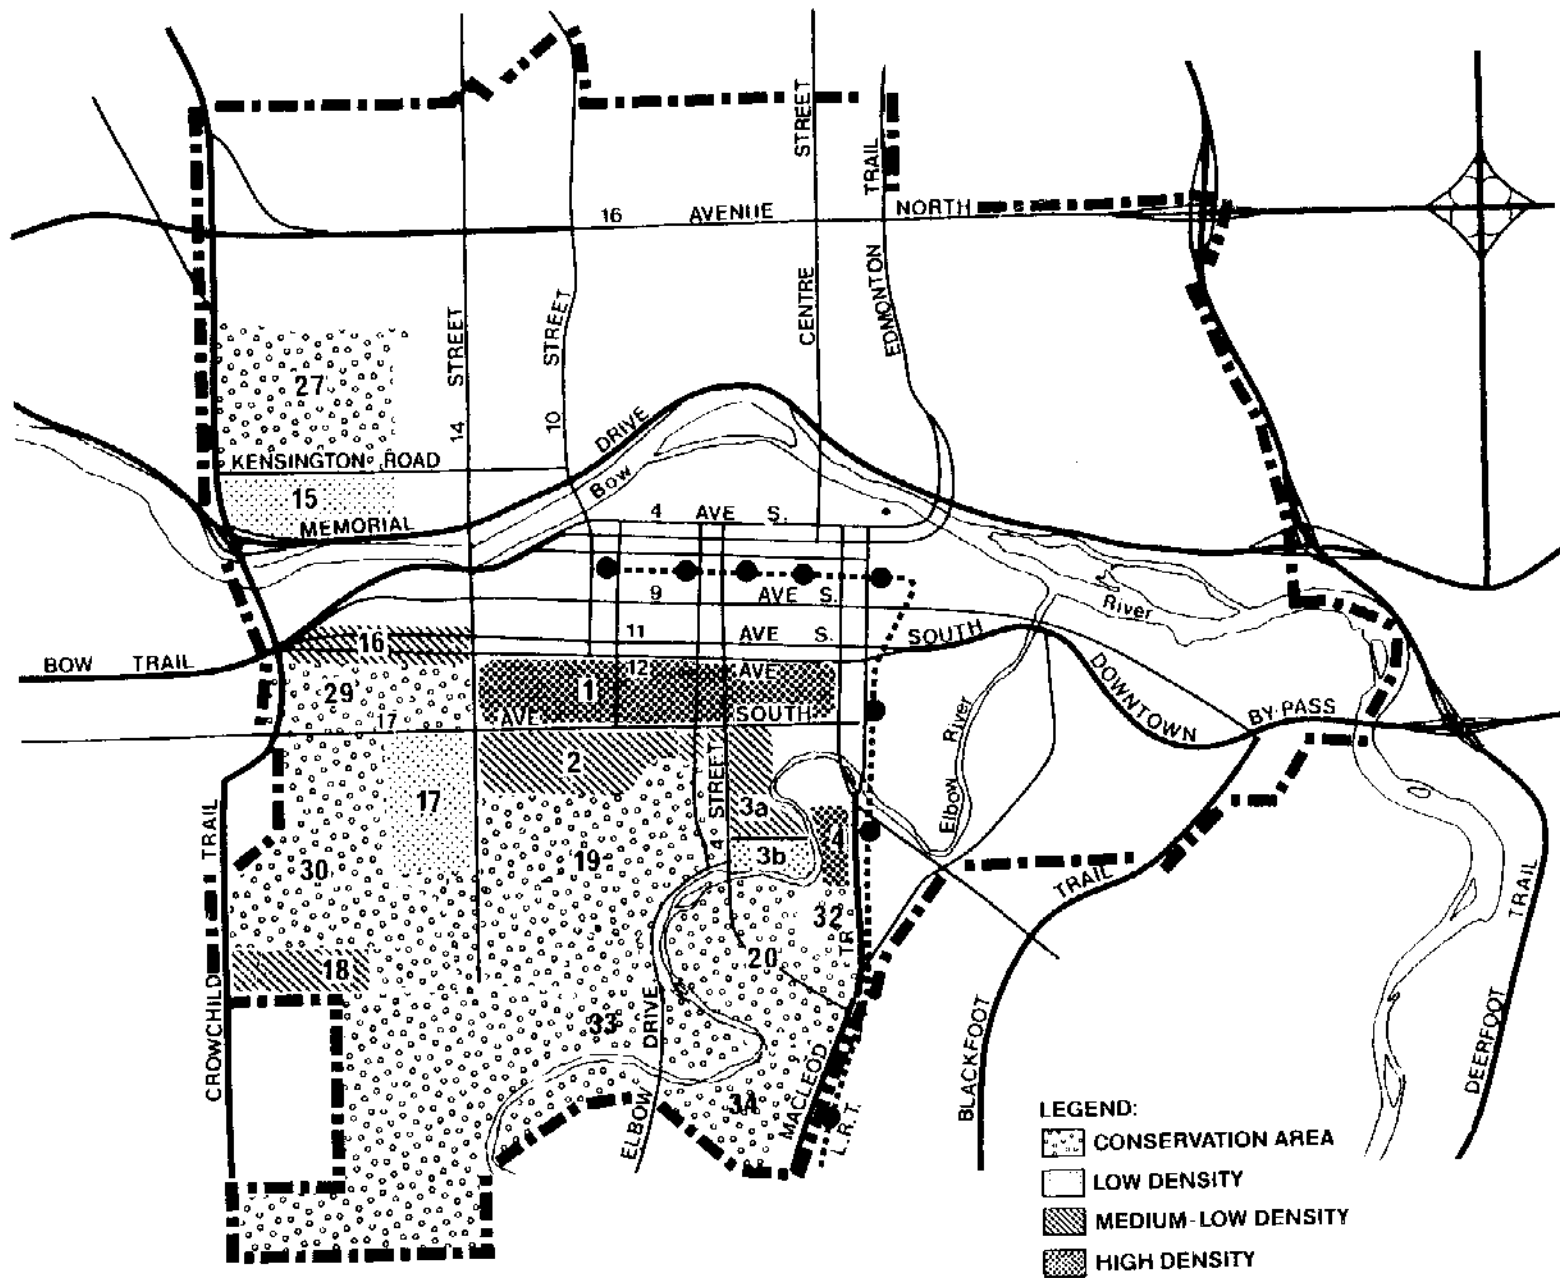 STREET
TRAIL
16 AVENUE NORTH
STREET
STREET
CENTRE
EDMONTON
27
14
10
DRIVE
KENSINGTON ROAD
Bow
15
MEMORIAL
4 AVE S.
9 AVE S.
River
11 AVE S.
SOUTH
16
BOW TRAIL
12 AVE
1
29
DOWNTOWN
BY-PASS
17 AVE SOUTH
River
Elbow
2
STREET
4
17
3a
4
3b
TRAIL
30
19
TRAIL
32
TR
20
18
CROWCHILD
DRIVE
33
ELBOW
34
MACLEOD
L.R.T.
BLACKFOOT
TRAIL
DEERFOOT
LEGEND:
CONSERVATION AREA
LOW DENSITY
MEDIUM-LOW DENSITY
HIGH DENSITY